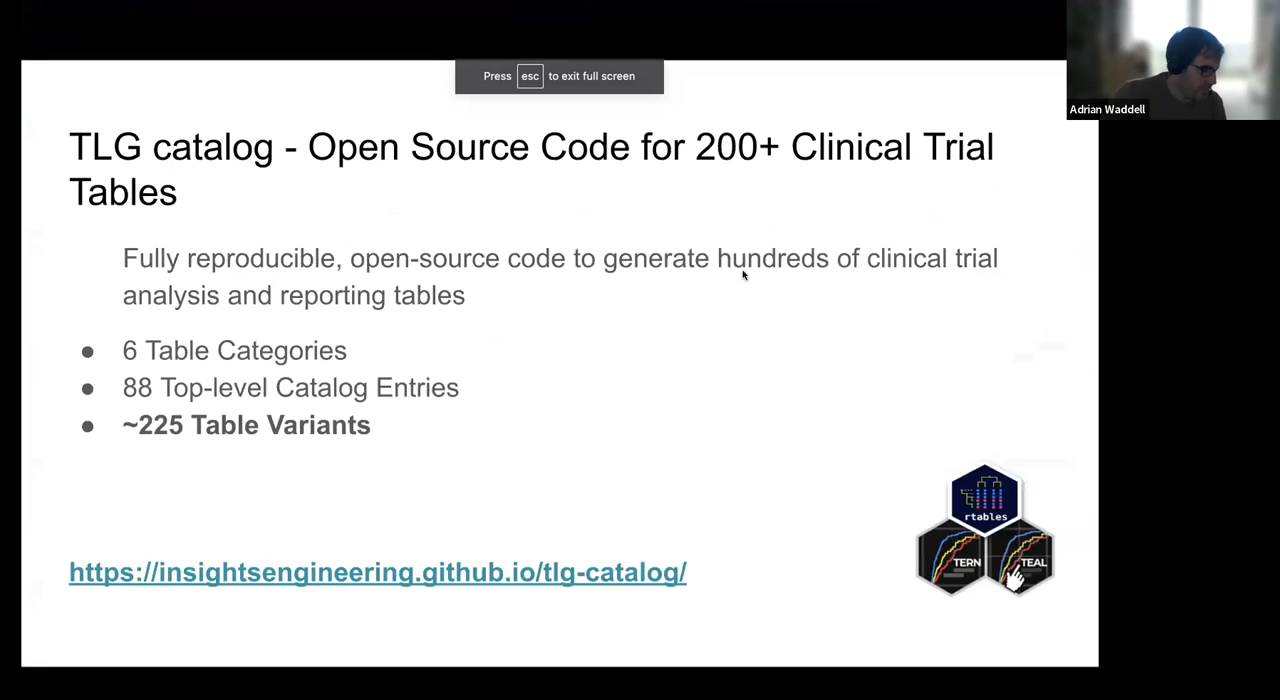 Press esc to exit full screen
Adrian Waddell
TLG catalog - Open Source Code for 200+ Clinical Trial
Tables
Fully reproducible, open-source code to generate hundreds of clinical trial
analysis and reporting tables
● 6 Table Categories
● 88 Top-level Catalog Entries
● ~225 Table Variants
rtables
TERN
TEAL
https://insightsengineering.github.io/tlg-catalog/